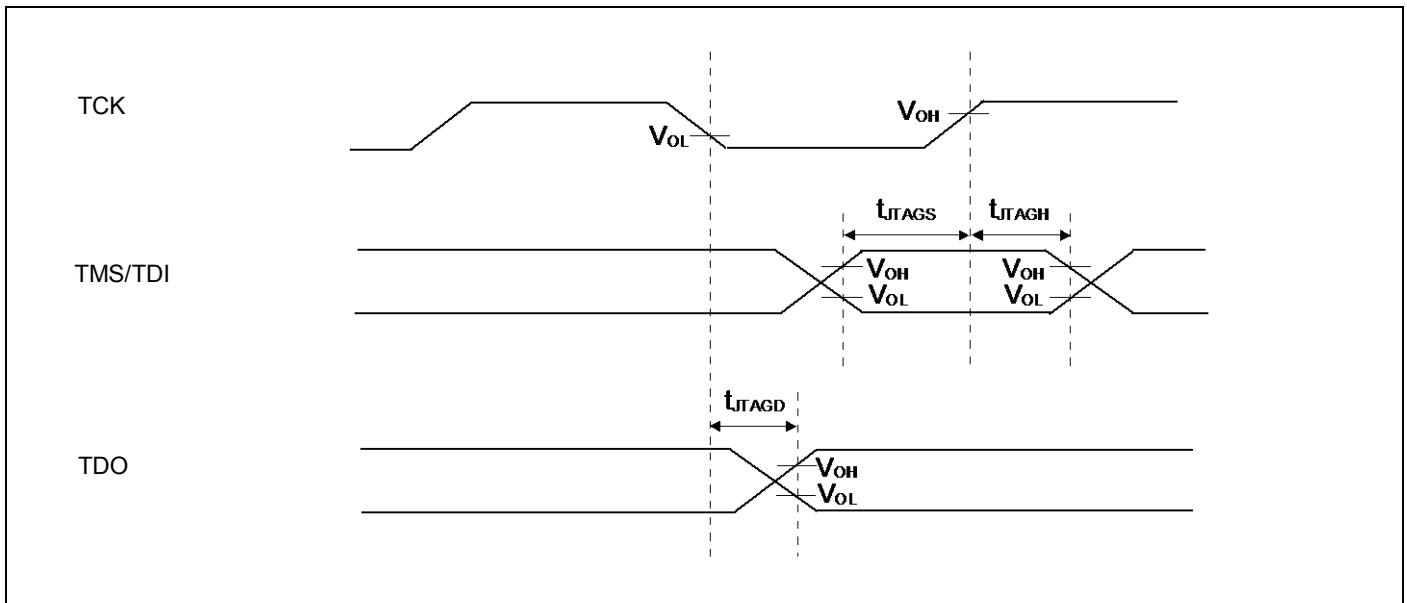 TCK
VOL
VOH
tJTAGS
tJTAGH
TMS/TDI
VOH
VOL
VOH
VOL
tJTAGD
TDO
VOH
VOL